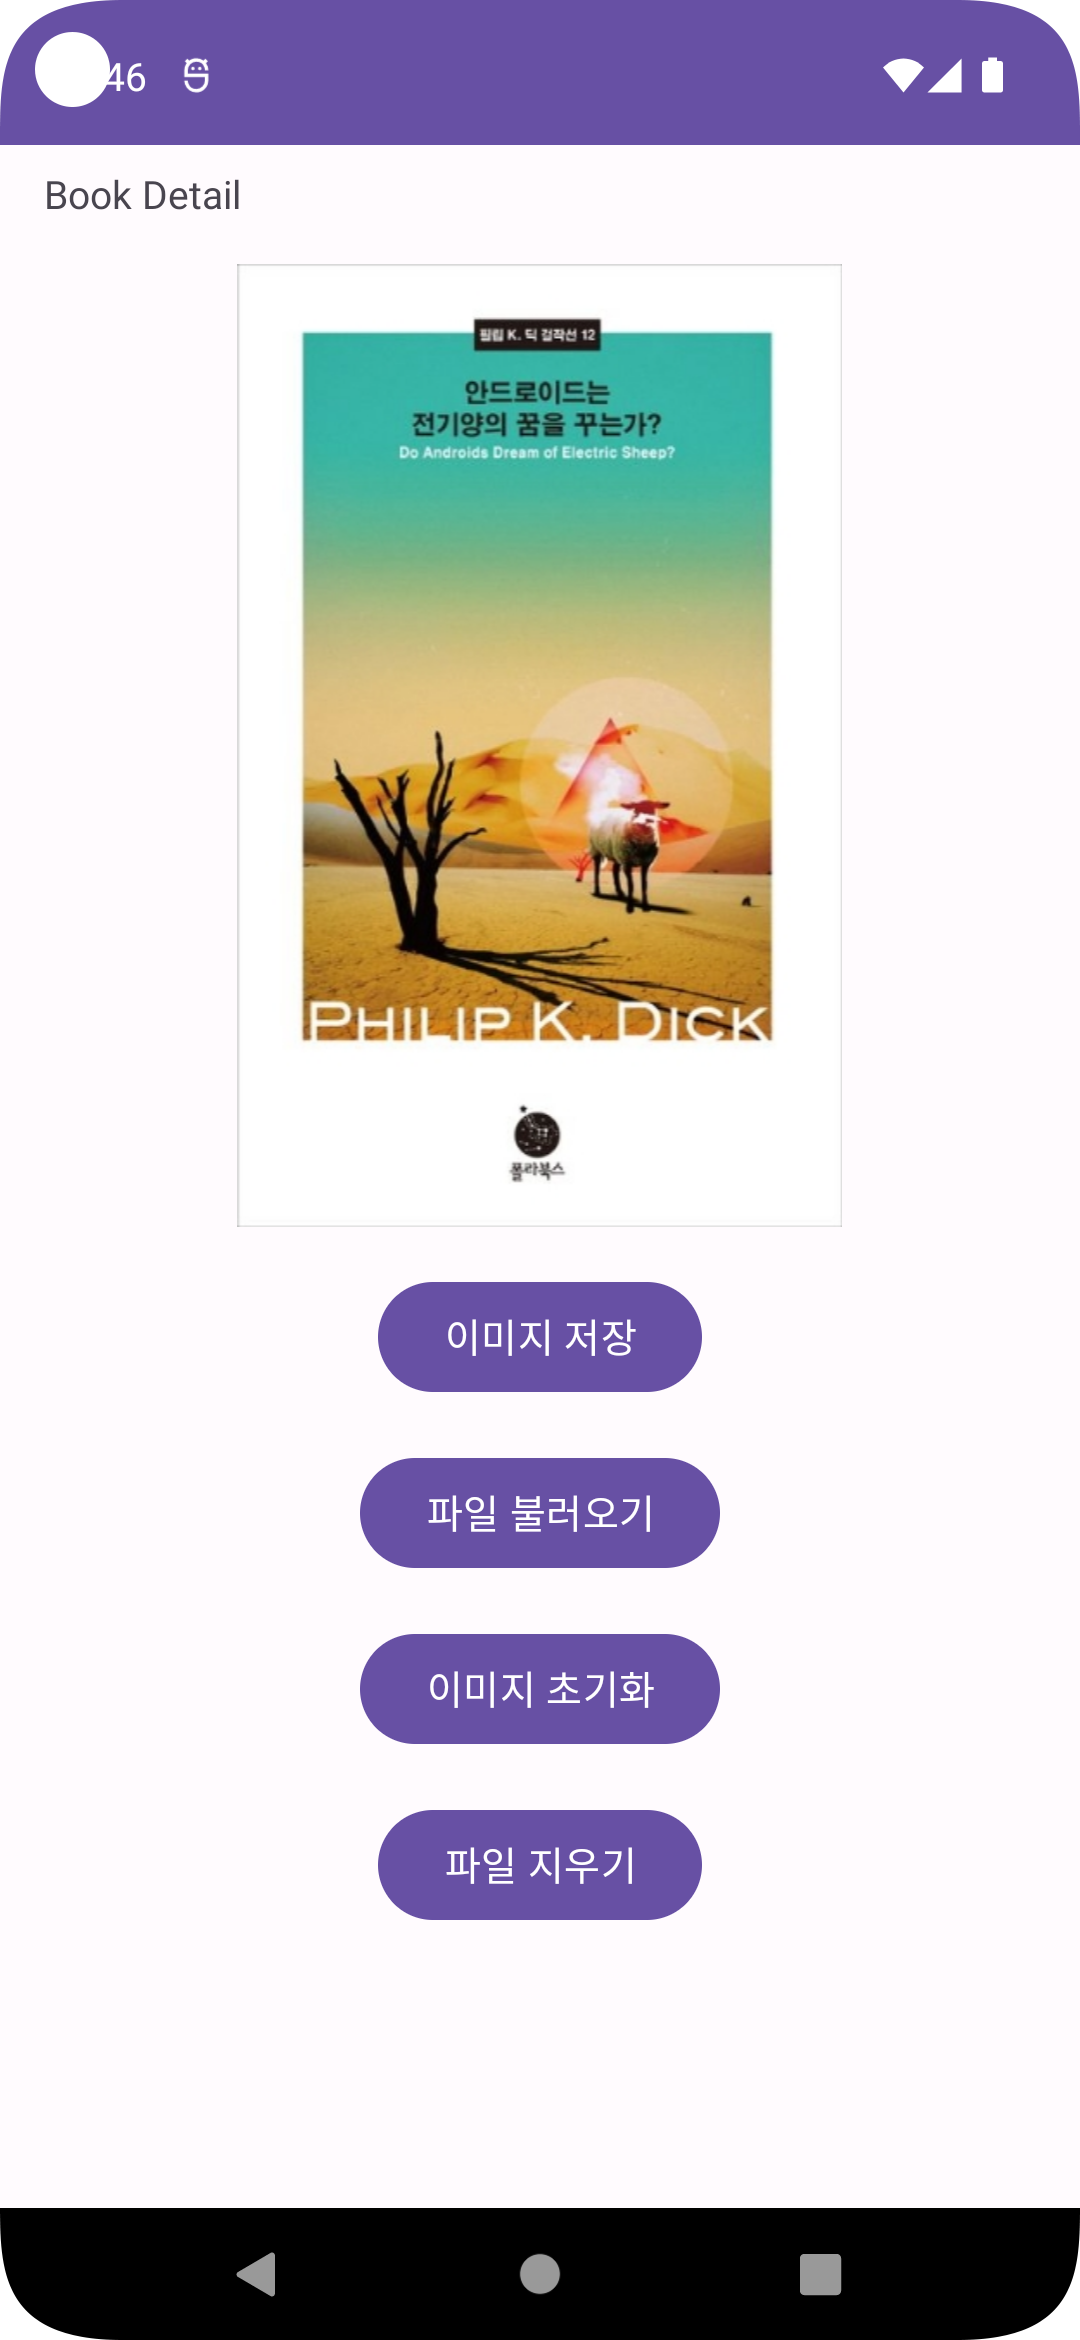 46
Book Detail
필립 K. 딕 걸작선 12
안드로이드는
전기양의 꿈을 꾸는가?
Do Androids Dream of Electric Sheep?
PHILIP K. DICK
폴라북스
이미지 저장
파일 불러오기
이미지 초기화
파일 지우기